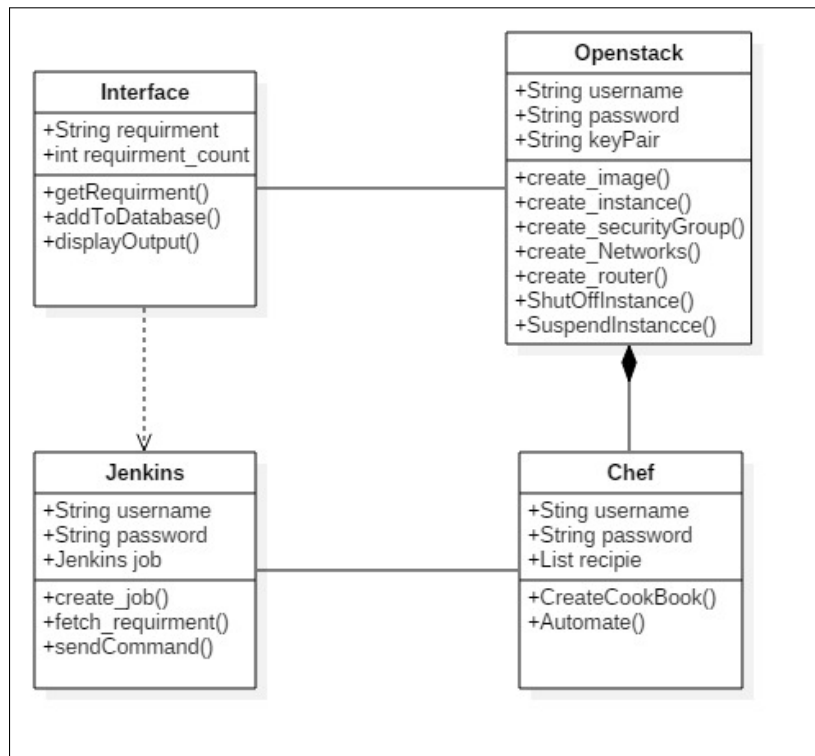 Interface
+String requirment
+int requirment_count
+getRequirment()
+addToDatabase()
+displayOutput()
Openstack
+String username
+String password
+String keyPair
+create_image()
+create_instance()
+create_securityGroup()
+create_Networks()
+create_router()
+ShutOffInstance()
+SuspendInstancce()
Jenkins
+String username
+String password
+Jenkins job
+create_job()
+fetch_requirment()
+sendCommand()
Chef
+Sting username
+String password
+List recipie
+CreateCookBook()
+Automate()